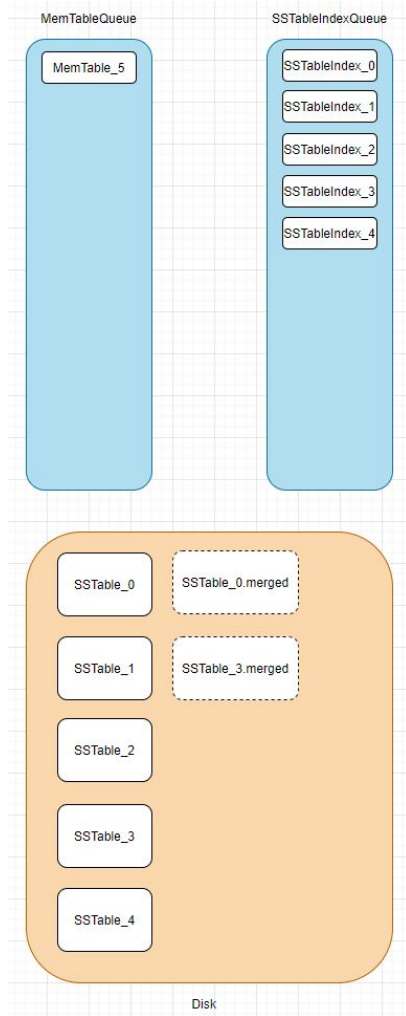 MemTableQueue
SSTableIndexQueue
MemTable_5
SSTableIndex_0
SSTableIndex_1
SSTableIndex_2
SSTableIndex_3
SSTableIndex_4
SSTable_0
SSTable_0.merged
SSTable_1
SSTable_3.merged
SSTable_2
SSTable_3
SSTable_4
Disk